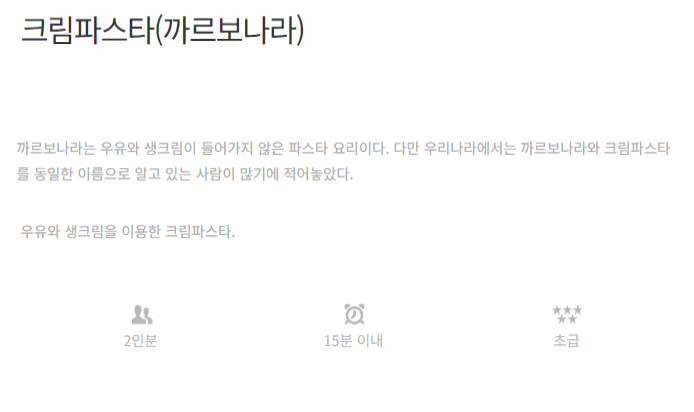 크림파스타(까르보나라)
까르보나라는 우유와 생크림이 들어가지 않은 파스타 요리이다. 다만 우리나라에서는 까르보나라와 크림파스타
를 동일한 이름으로 알고 있는 사람이 많기에 적어놓았다.
우유와 생크림을 이용한 크림파스타.
2인분
15분 이내
초급